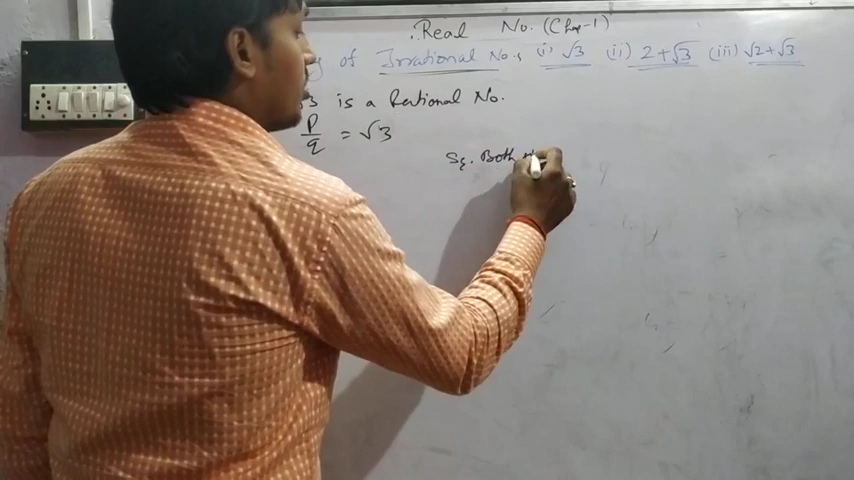 Real No. (Chap-1)
of Irrational No., (i) √3 (ii) 2+√3 (iii) √2+√3
is a Rational No.
p/q = √3
Sq. Both